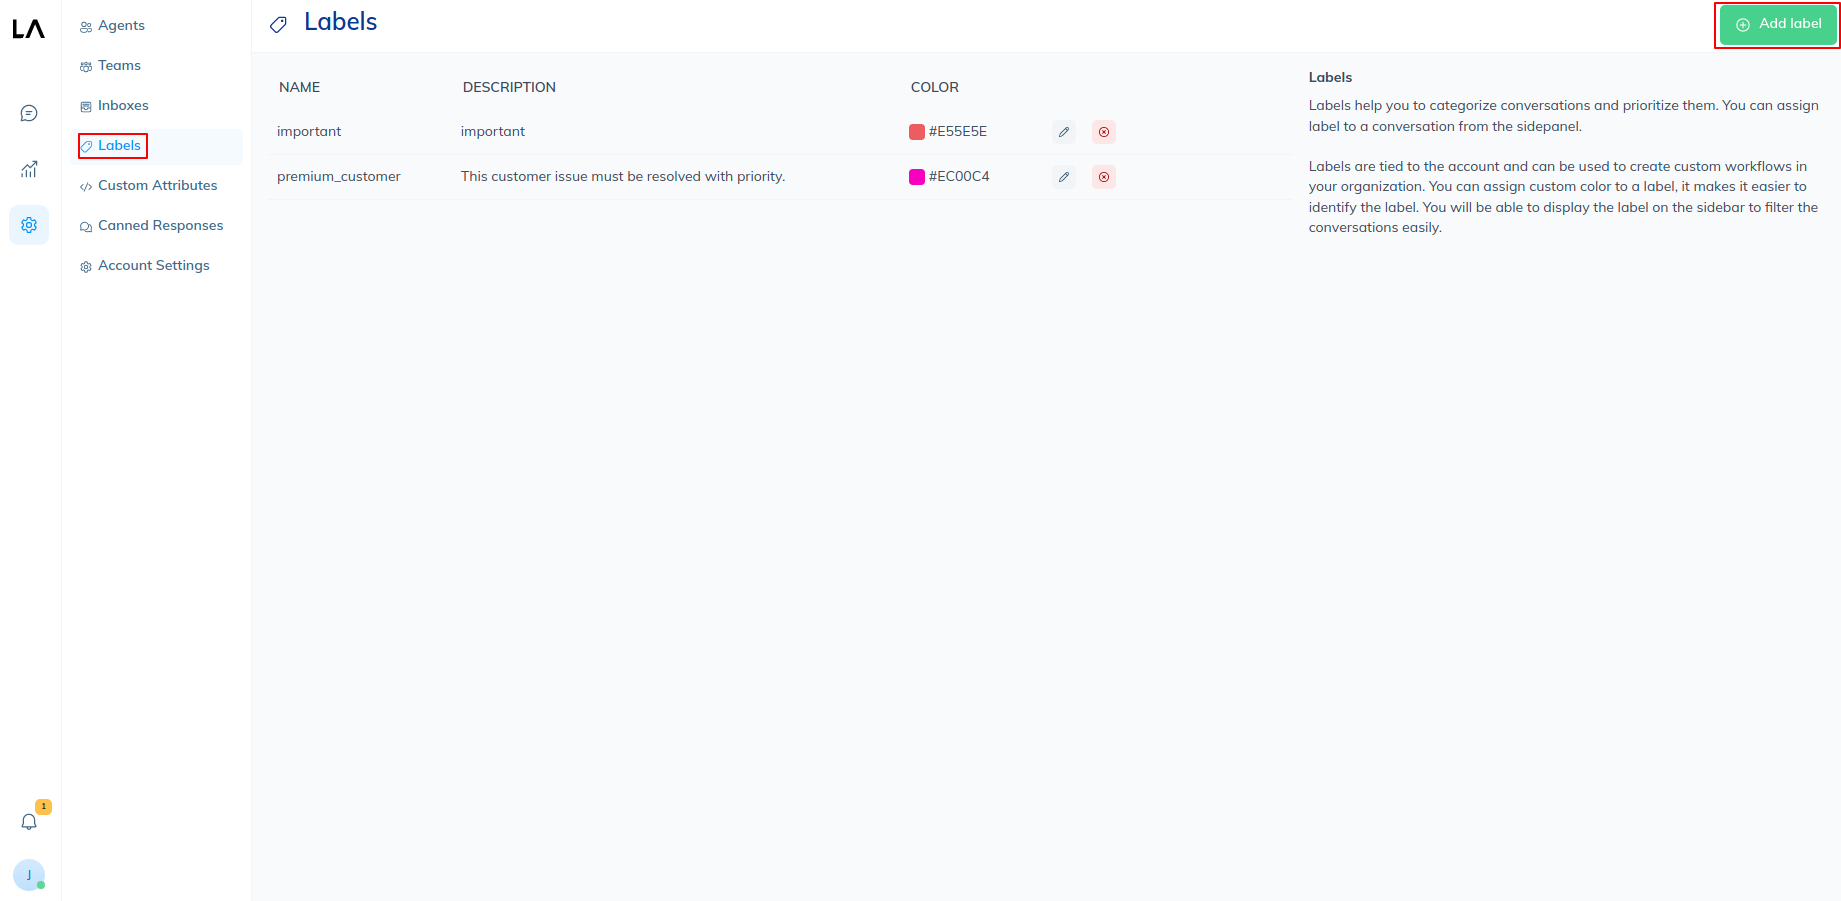 LA
Agents
Teams
Inboxes
Labels
Custom Attributes
Canned Responses
Account Settings
1
J
Labels
Add label
NAME DESCRIPTION COLOR
important important #E55E5E
premium_customer This customer issue must be resolved with priority. #EC00C4
Labels
Labels help you to categorize conversations and prioritize them. You can assign
label to a conversation from the sidepanel.
Labels are tied to the account and can be used to create custom workflows in
your organization. You can assign custom color to a label, it makes it easier to
identify the label. You will be able to display the label on the sidebar to filter the
conversations easily.